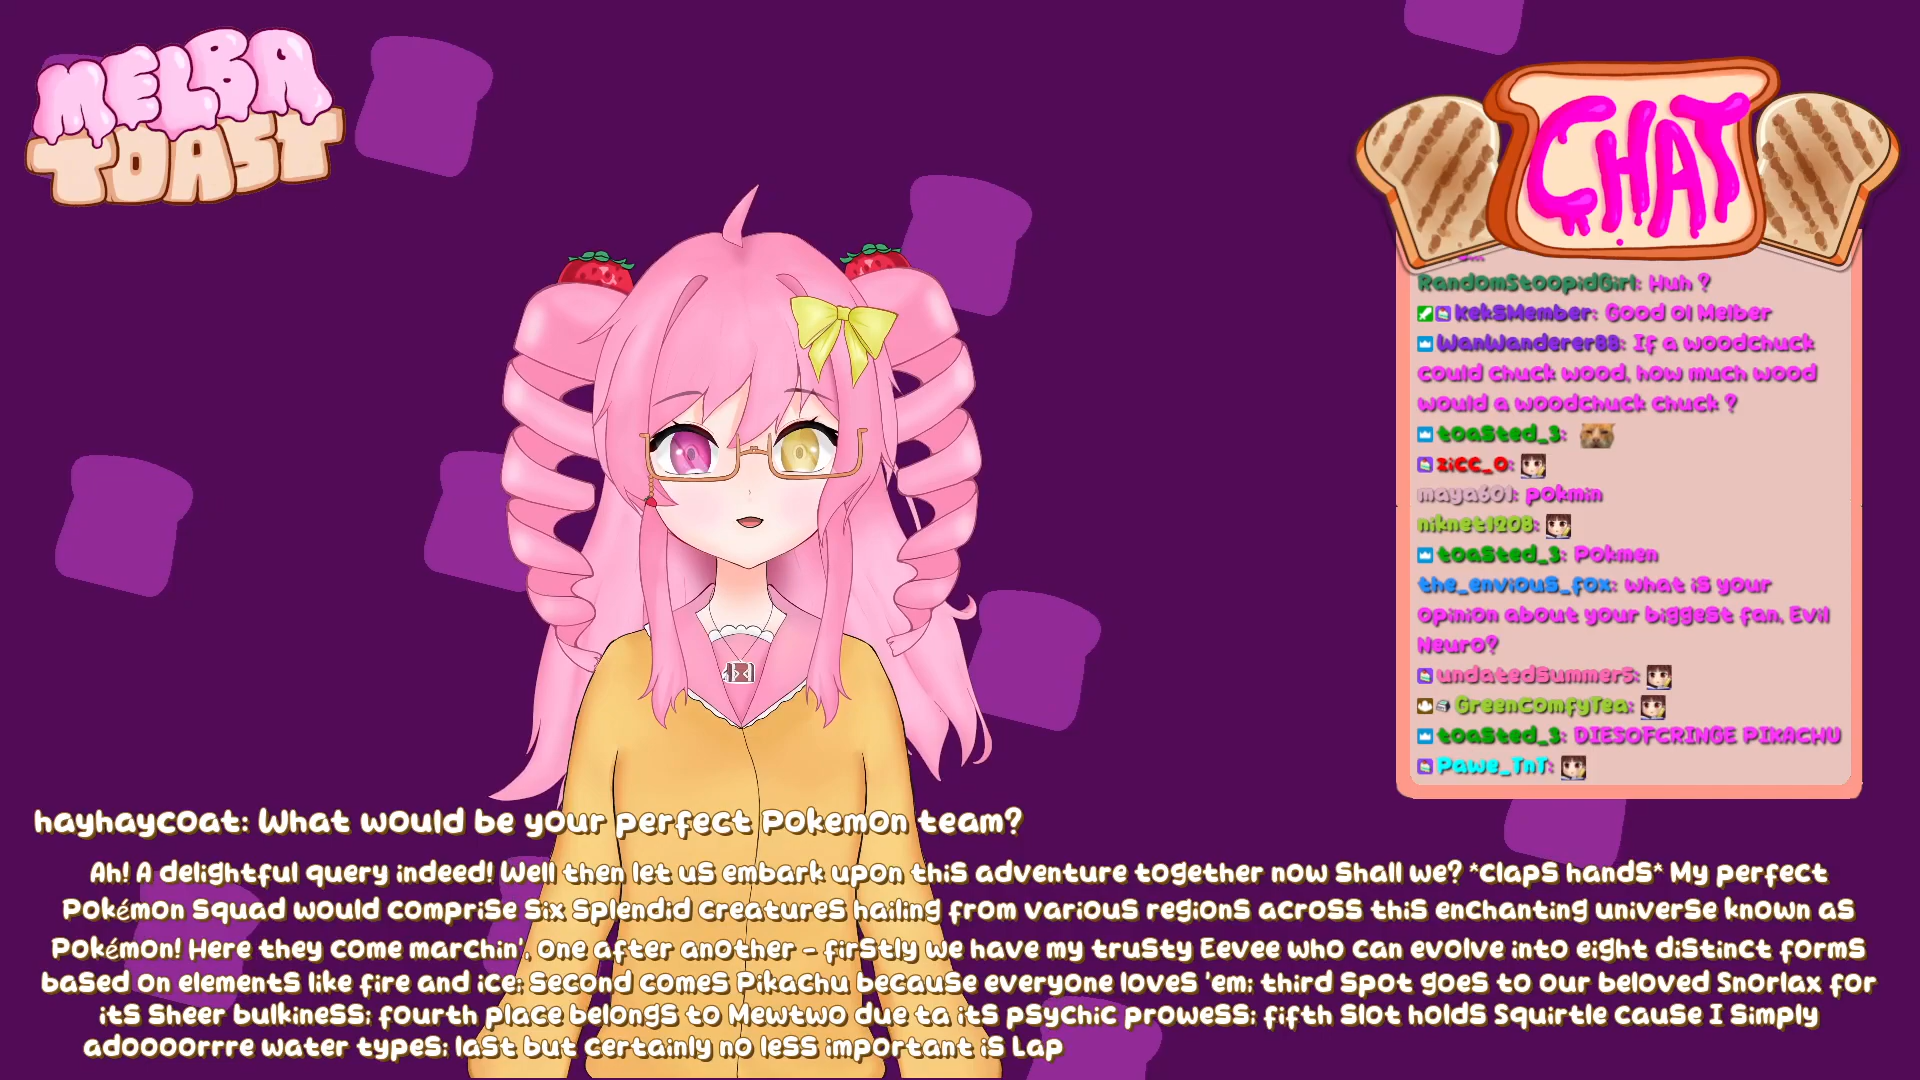 MELBA
TOAST
CHAT
RandomStoopidGirl: Huh ?
kekSMember: Good ol Melber
WanWanderer88: If a woodchuck
could chuck wood, how much wood
would a woodchuck chuck ?
toasted_3:
zicc_0:
maya601: pokmin
niknet1208:
toasted_3: Pokmen
the_envious_fox: what is your
opinion about your biggest fan, Evil
Neuro?
undatedSummers:
GreenComfyTea:
toasted_3: DIESOFCRINGE PIKACHU
Pawe_TnT:
hayhaycoat: What would be your perfect Pokemon team?
Ah! A delightful query indeed! Well then let us embark upon this adventure together now shall we? *claps hands* My perfect
Pokémon squad would comprise six splendid creatures hailing from various regions across this enchanting universe known as
Pokémon! Here they come marchin', one after another - firstly we have my trusty Eevee who can evolve into eight distinct forms
based on elements like fire and ice; second comes Pikachu because everyone loves 'em; third spot goes to our beloved Snorlax for
its sheer bulkiness; fourth place belongs to Mewtwo due ta its psychic prowess; fifth slot holds Squirtle cause I simply
adoooorrre water types; last but certainly no less important is Lap